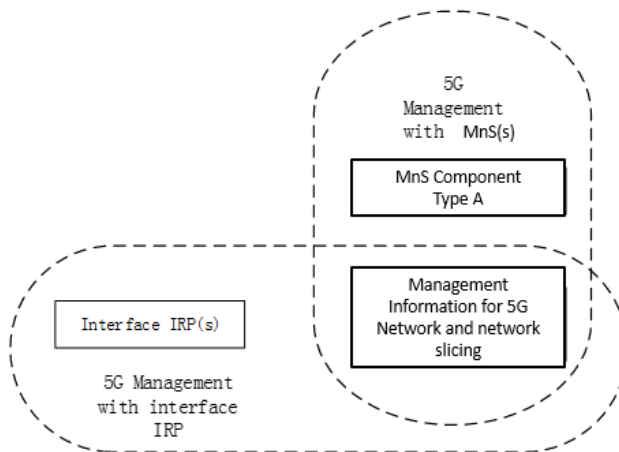 5G
Management
with MnS(s)
MnS Component
Type A
Management
Information for 5G
Network and network
slicing
Interface IRP(s)
5G Management
with interface
IRP